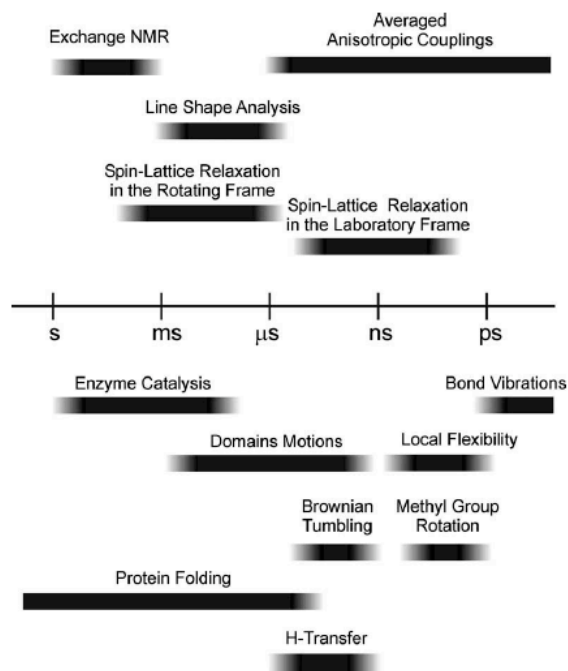 Exchange NMR
Averaged
Anisotropic Couplings
Line Shape Analysis
Spin-Lattice Relaxation
in the Rotating Frame
Spin-Lattice Relaxation
in the Laboratory Frame
s ms μs ns ps
Enzyme Catalysis
Bond Vibrations
Domains Motions
Local Flexibility
Brownian
Tumbling
Methyl Group
Rotation
Protein Folding
H-Transfer